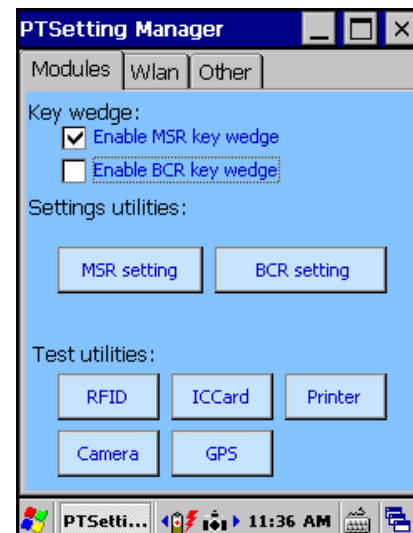 PTSetting Manager
Modules Wlan Other
Key wedge:
Enable MSR key wedge
Enable BCR key wedge
Settings utilities:
MSR setting BCR setting
Test utilities:
RFID ICCard Printer
Camera GPS
PTSetti... 11:36 AM